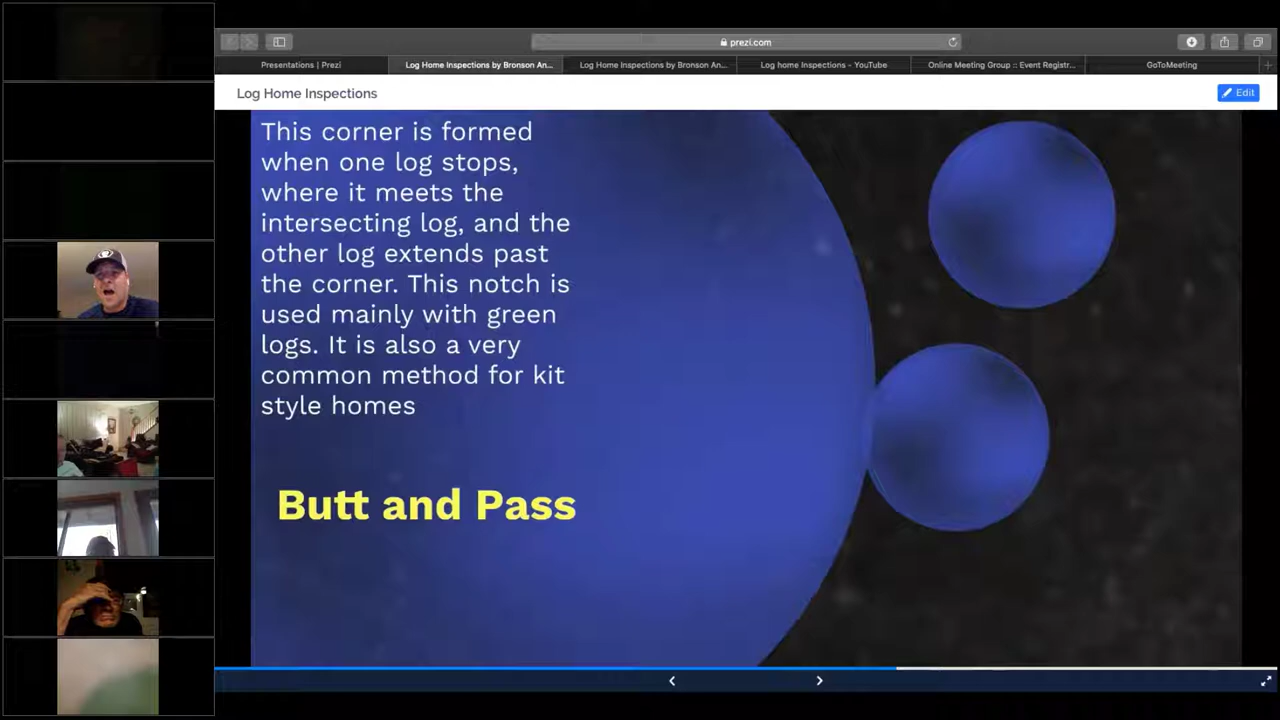 prezi.com
Presentations | Prezi
Log Home Inspections by Bronson An...
Log Home Inspections by Bronson An...
Log home Inspections - YouTube
Online Meeting Group :: Event Registr...
GoToMeeting
Log Home Inspections
Edit
This corner is formed
when one log stops,
where it meets the
intersecting log, and the
other log extends past
the corner. This notch is
used mainly with green
logs. It is also a very
common method for kit
style homes
Butt and Pass